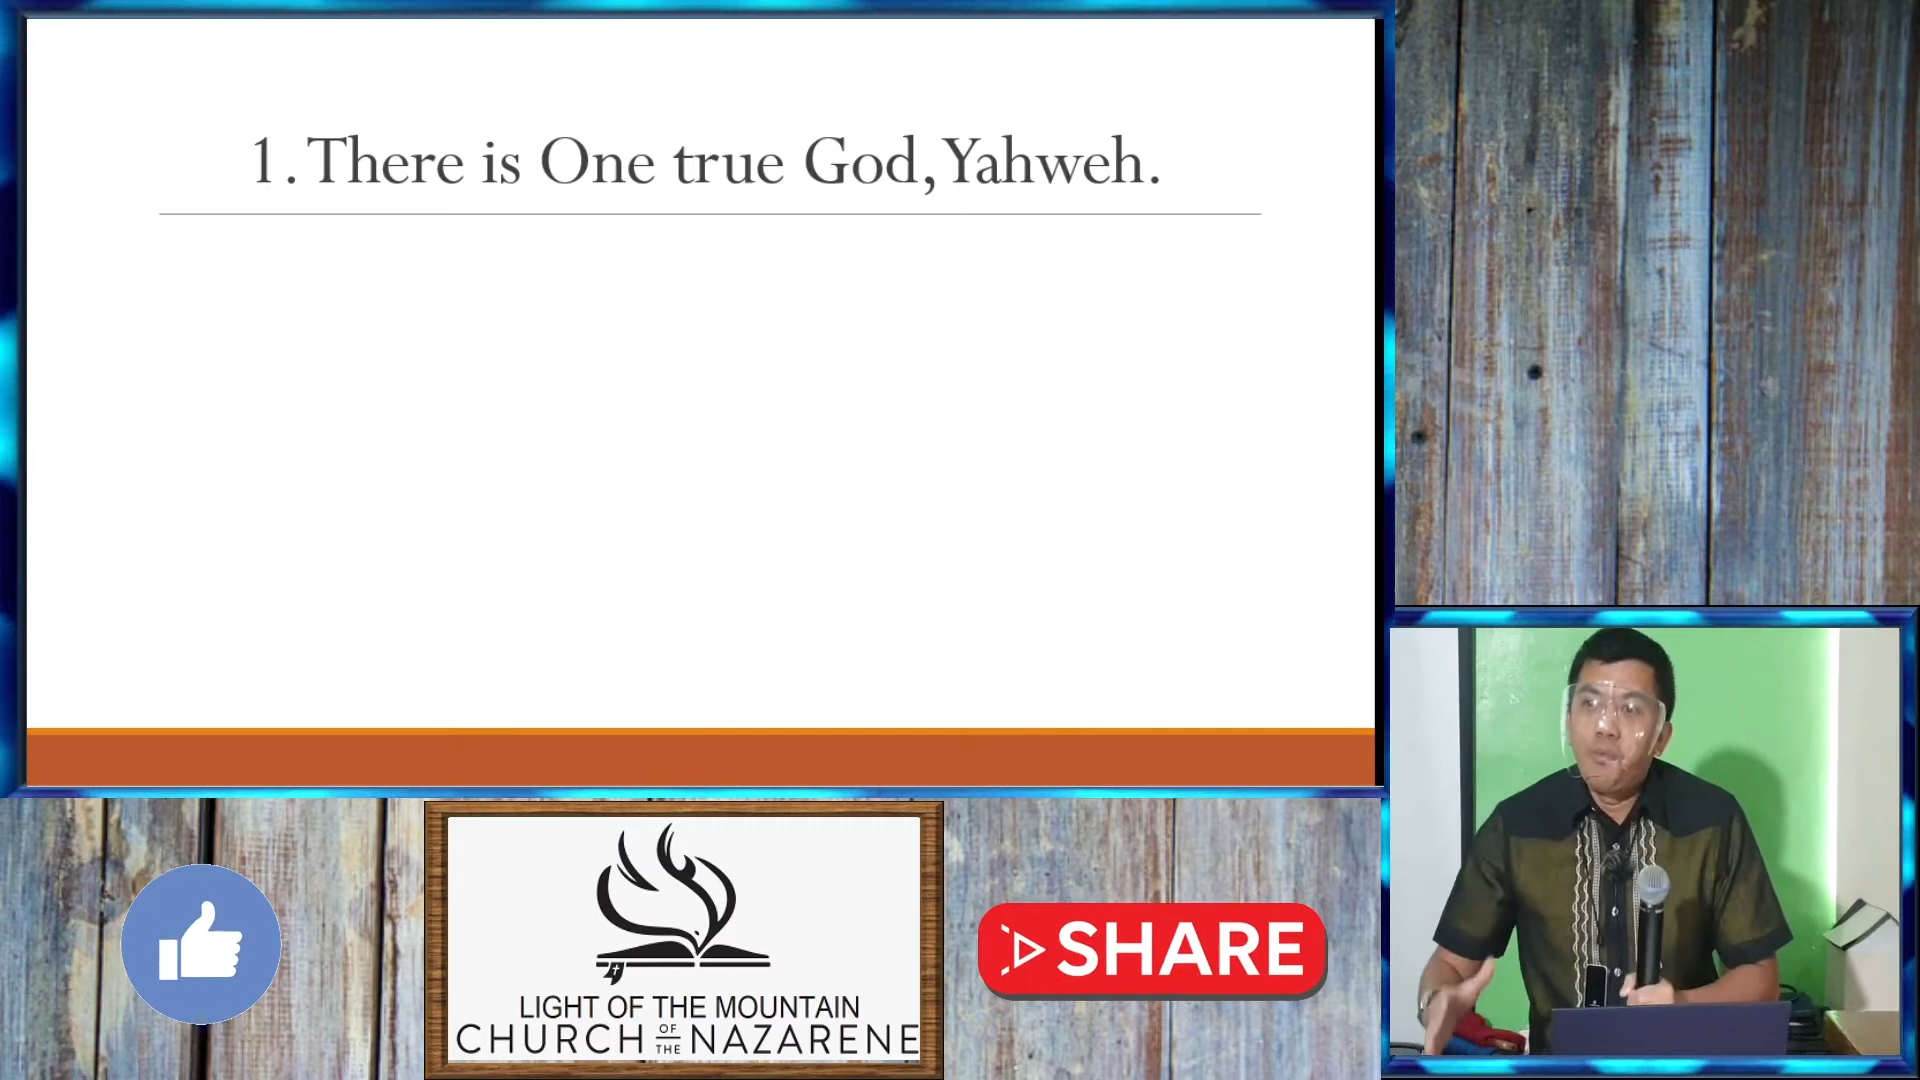 1. There is One true God, Yahweh.
LIGHT OF THE MOUNTAIN
CHURCH OF THE NAZARENE
SHARE